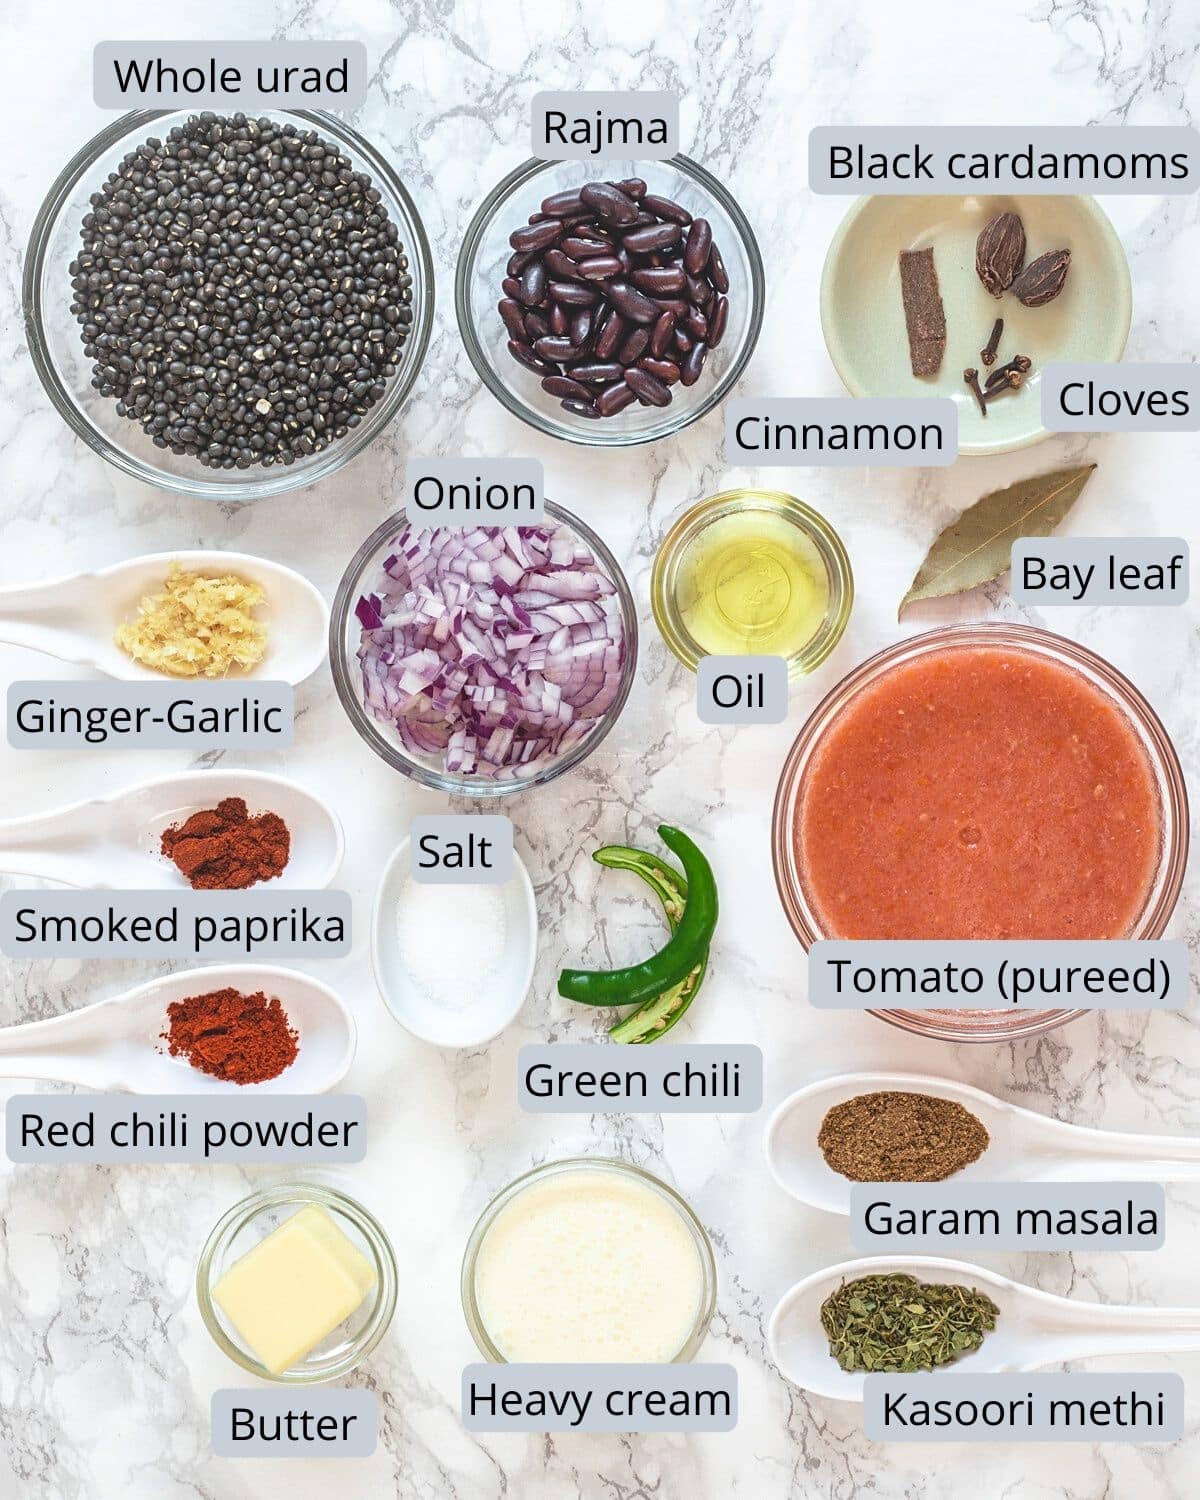 Whole urad
Rajma
Black cardamoms
Cloves
Cinnamon
Onion
Bay leaf
Oil
Ginger-Garlic
Salt
Smoked paprika
Tomato (pureed)
Green chili
Red chili powder
Garam masala
Heavy cream
Kasoori methi
Butter